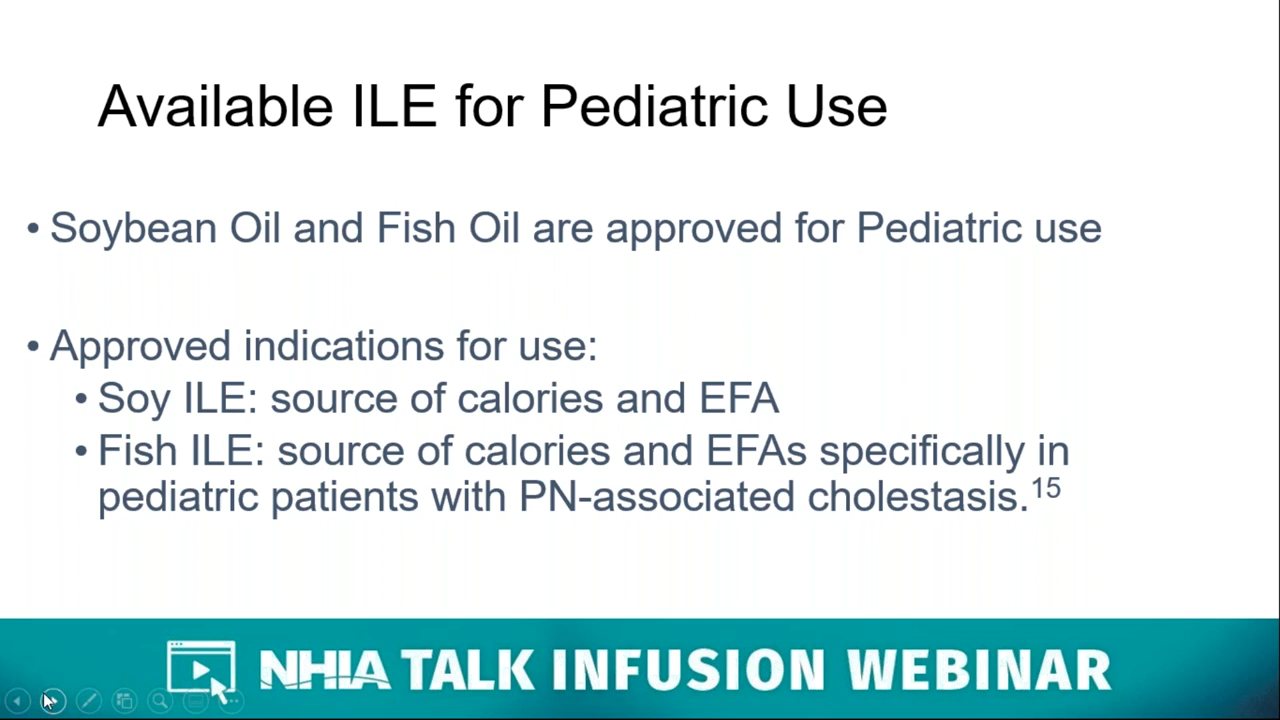 Available ILE for Pediatric Use
• Soybean Oil and Fish Oil are approved for Pediatric use
• Approved indications for use:
• Soy ILE: source of calories and EFA
• Fish ILE: source of calories and EFAs specifically in
pediatric patients with PN-associated cholestasis.15
NHIA TALK INFUSION WEBINAR